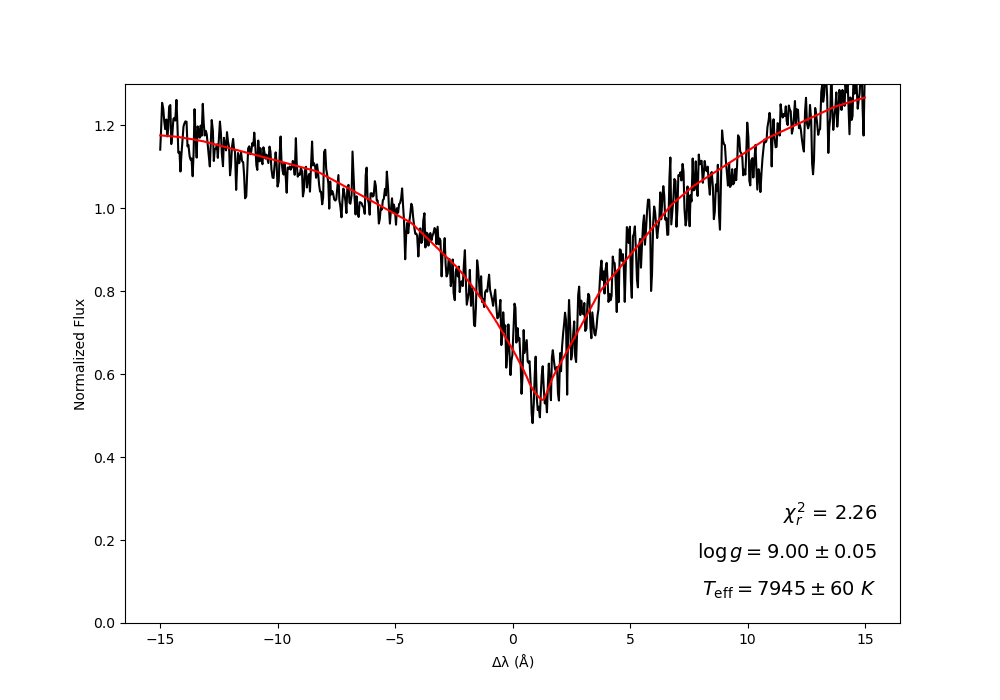 1.2
1.0
0.8
0.6
0.4
0.2
0.0
Normalized Flux
χ²ᵣ = 2.26
log g = 9.00 ± 0.05
T_eff = 7945 ± 60 K
−15 −10 −5 0 5 10 15
Δλ (Å)